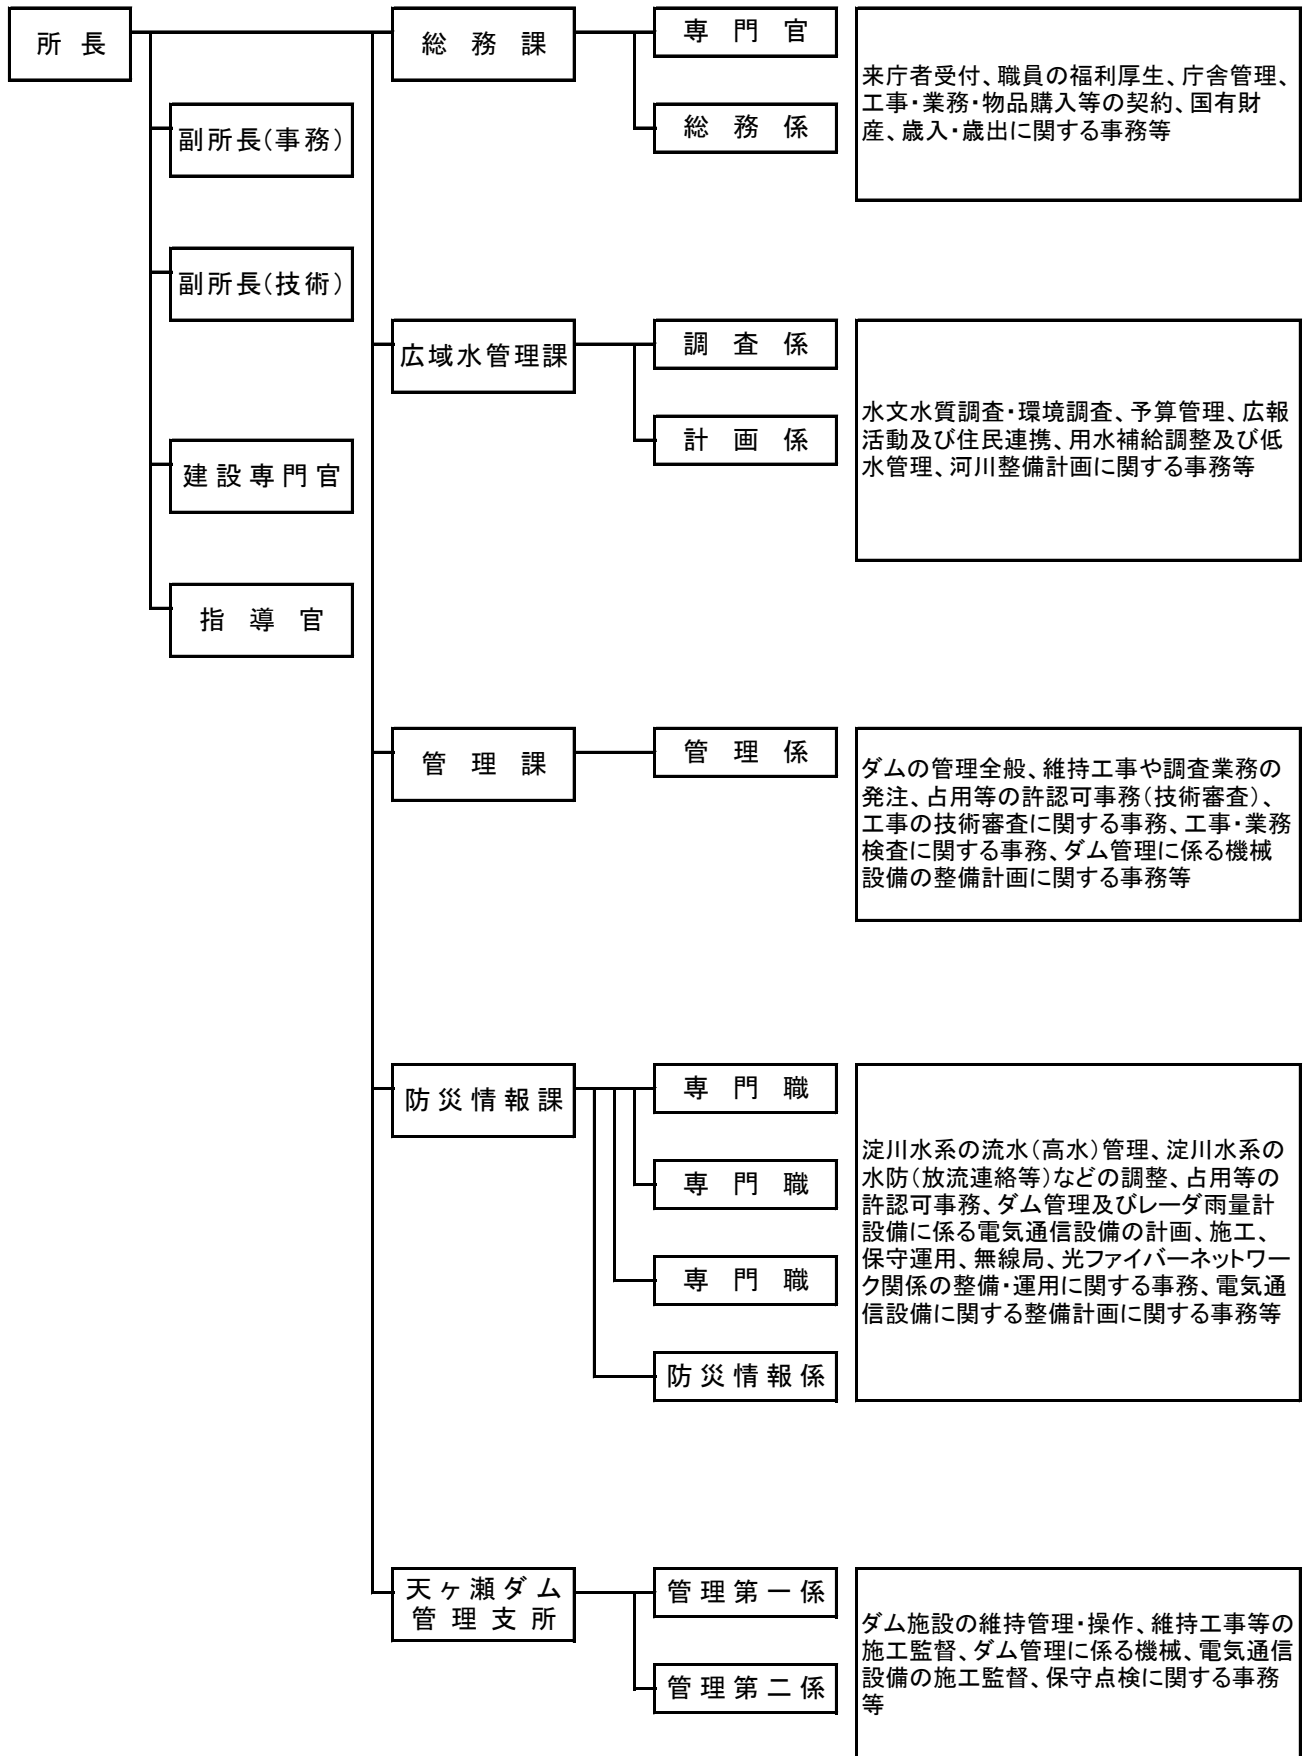 所長
副所長(事務)
副所長(技術)
建設専門官
指導官
総務課
専門官
総務係
来庁者受付、職員の福利厚生、庁舎管理、
工事・業務・物品購入等の契約、国有財
産、歳入・歳出に関する事務等
広域水管理課
調査係
計画係
水文水質調査・環境調査、予算管理、広報
活動及び住民連携、用水補給調整及び低
水管理、河川整備計画に関する事務等
管理課
管理係
ダムの管理全般、維持工事や調査業務の
発注、占用等の許認可事務(技術審査)、
工事の技術審査に関する事務、工事・業務
検査に関する事務、ダム管理に係る機械
設備の整備計画に関する事務等
防災情報課
専門職
専門職
専門職
防災情報係
淀川水系の流水(高水)管理、淀川水系の
水防(放流連絡等)などの調整、占用等の
許認可事務、ダム管理及びレーダ雨量計
設備に係る電気通信設備の計画、施工、
保守運用、無線局、光ファイバーネットワー
ク関係の整備・運用に関する事務、電気通
信設備に関する整備計画に関する事務等
天ヶ瀬ダム
管理支所
管理第一係
管理第二係
ダム施設の維持管理・操作、維持工事等の
施工監督、ダム管理に係る機械、電気通信
設備の施工監督、保守点検に関する事務
等